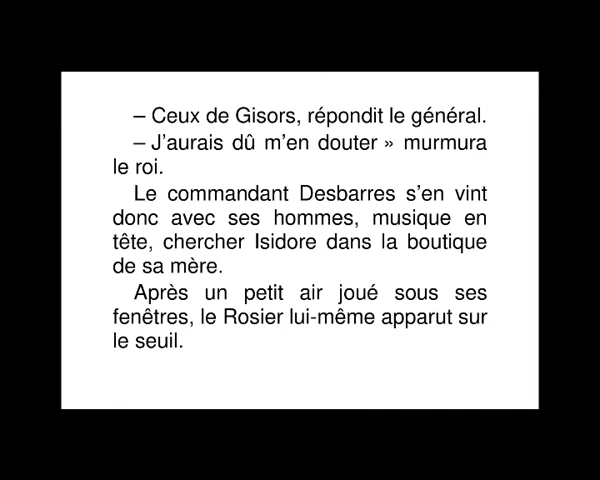 – Ceux de Gisors, répondit le général.
– J’aurais dû m’en douter » murmura
le roi.
Le commandant Desbarres s’en vint
donc avec ses hommes, musique en
tête, chercher Isidore dans la boutique
de sa mère.
Après un petit air joué sous ses
fenêtres, le Rosier lui-même apparut sur
le seuil.